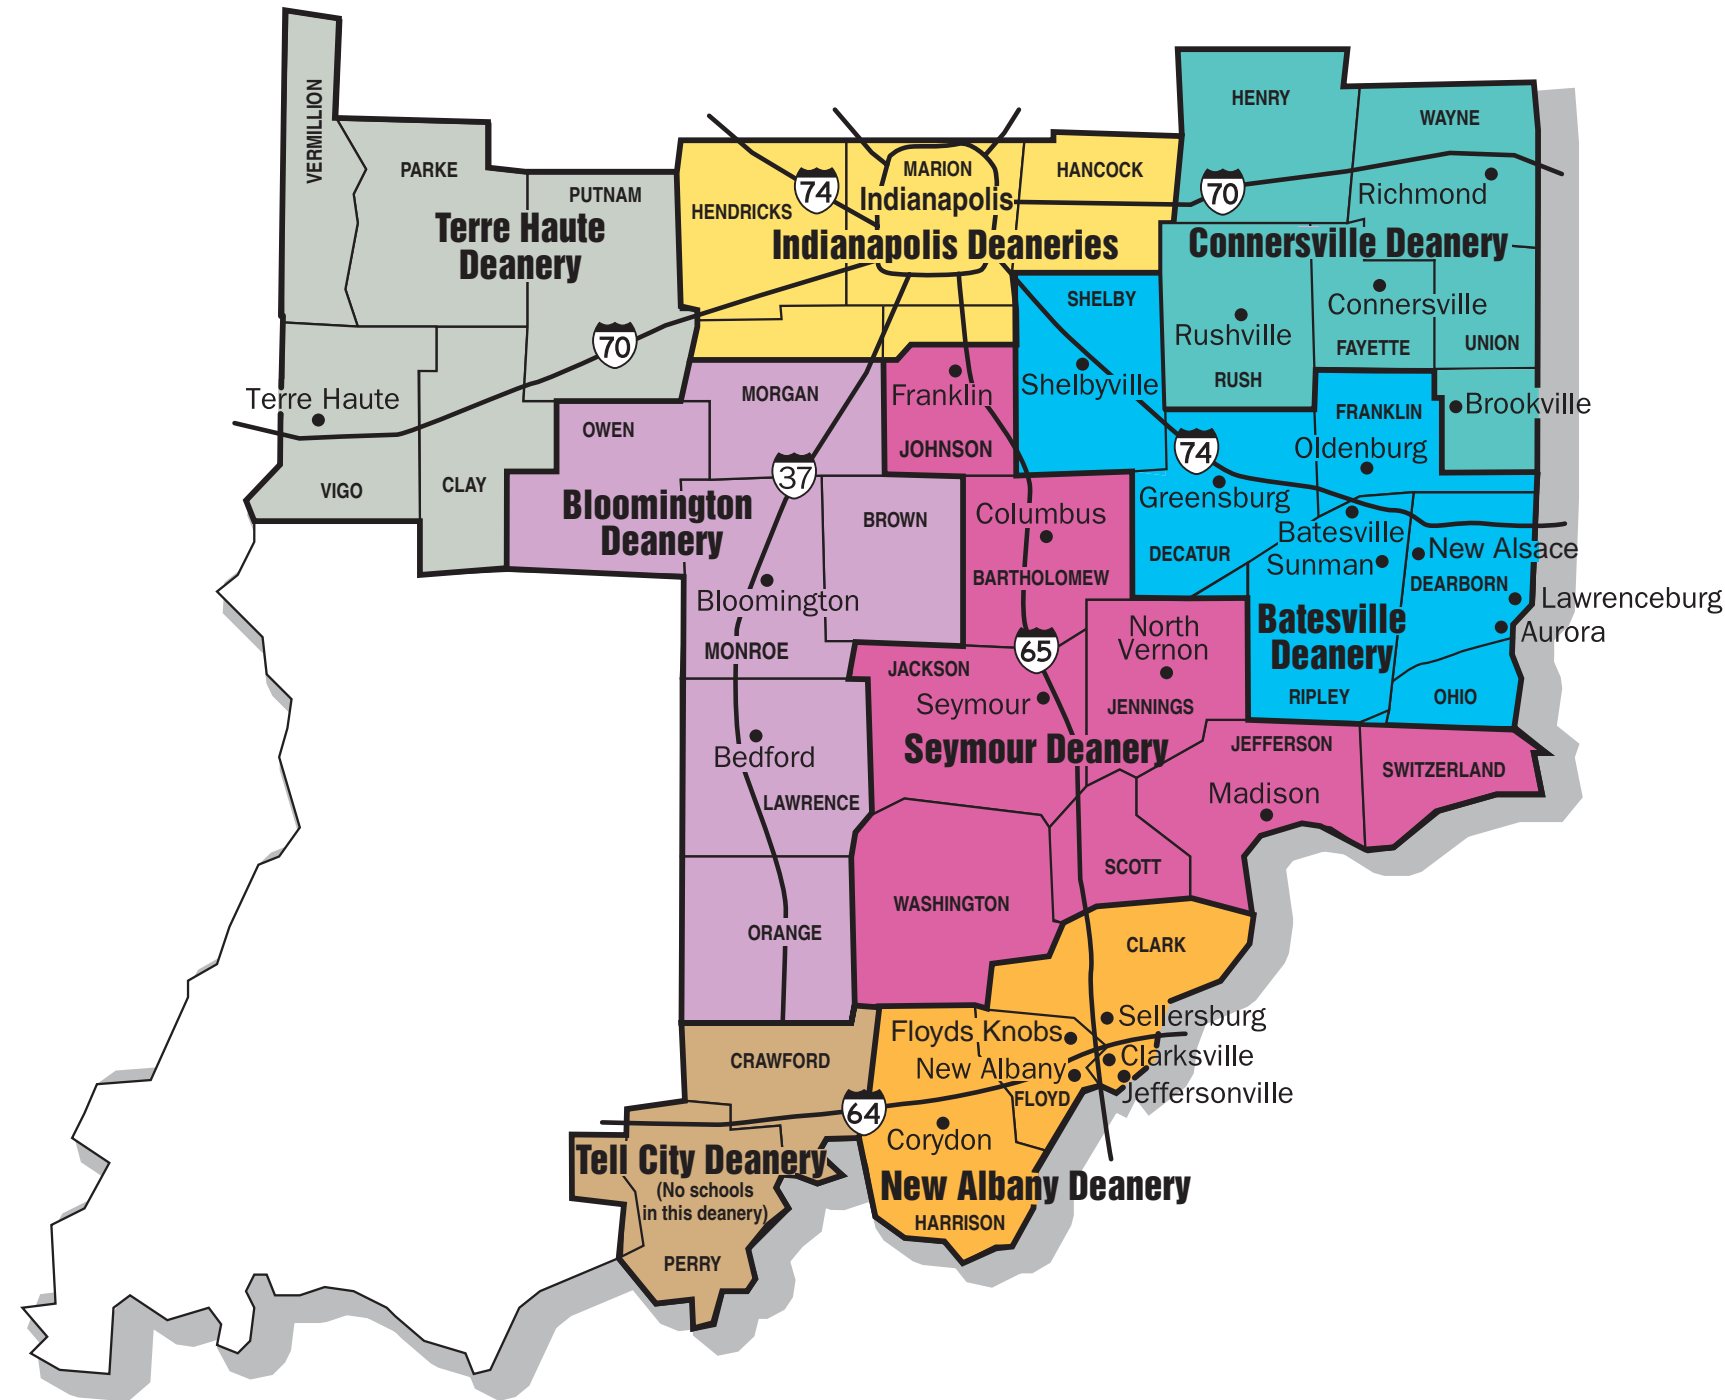 VERMILLION
PARKE
PUTNAM
Terre Haute
Deanery
70
Terre Haute
VIGO
CLAY
74
MARION
Indianapolis
HANCOCK
HENDRICKS
Indianapolis Deaneries
HENRY
WAYNE
70
Richmond
Connersville Deanery
Connersville
Rushville
FAYETTE
UNION
RUSH
Brookville
SHELBY
Shelbyville
FRANKLIN
Oldenburg
74
Greensburg
Batesville
New Alsace
DECATUR
Sunman
DEARBORN
Lawrenceburg
Batesville
Deanery
Aurora
RIPLEY
OHIO
MORGAN
OWEN
37
Bloomington
Deanery
BROWN
Bloomington
MONROE
Bedford
LAWRENCE
ORANGE
Franklin
JOHNSON
Columbus
BARTHOLOMEW
65
North
Vernon
JACKSON
Seymour
JENNINGS
Seymour Deanery
JEFFERSON
SWITZERLAND
Madison
SCOTT
WASHINGTON
CLARK
Sellersburg
Floyds Knobs
Clarksville
New Albany
Jeffersonville
FLOYD
64
Corydon
New Albany Deanery
HARRISON
CRAWFORD
Tell City Deanery
(No schools
in this deanery)
PERRY